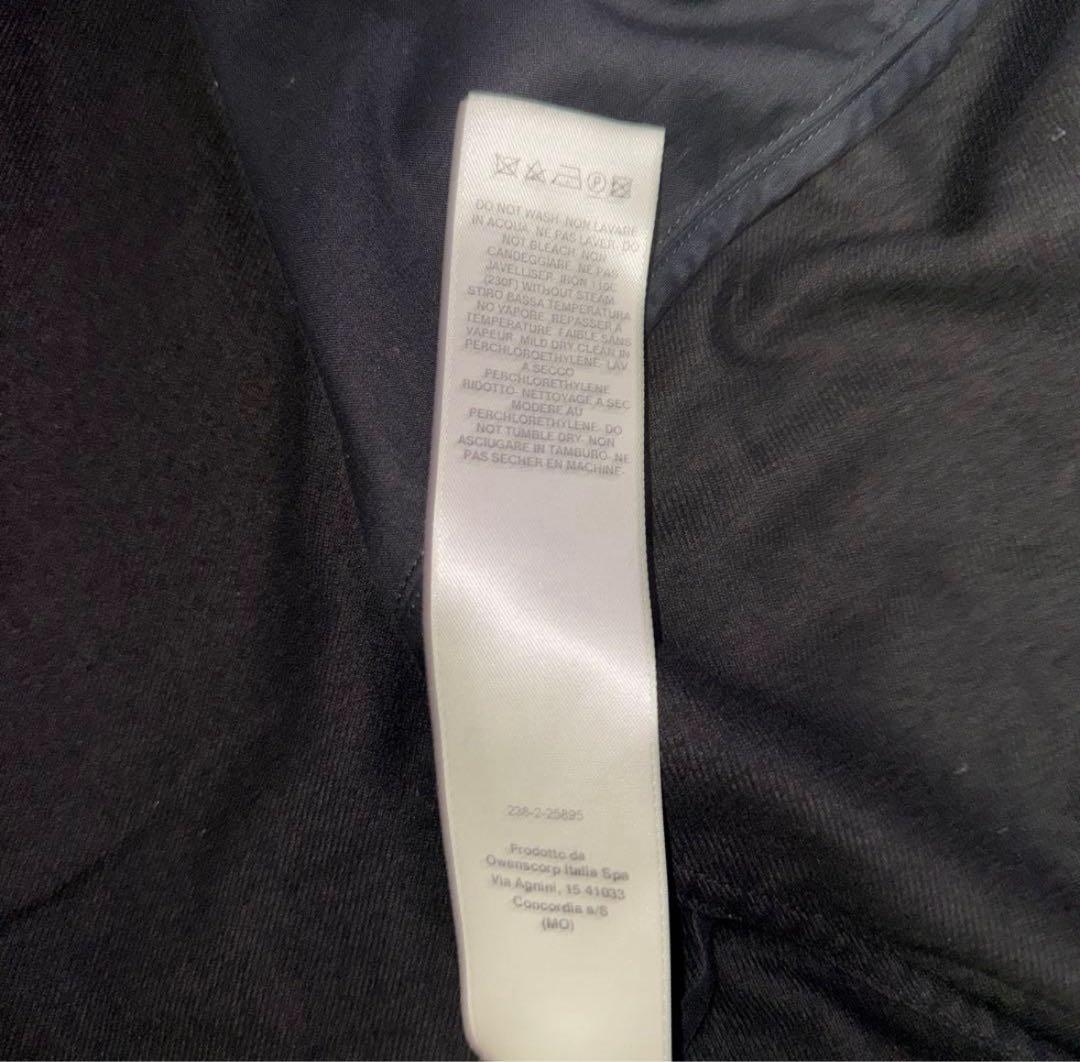 P
DO NOT WASH- NON LAVARE
IN ACQUA. NE PAS LAVER- DO
NOT BLEACH- NON
CANDEGGIARE. NE PAS
JAVELLISER. IRON 110C
(230F) WITHOUT STEAM.
STIRO BASSA TEMPERATURA
NO VAPORE. REPASSER A
TEMPERATURE FAIBLE SANS
VAPEUR. MILD DRY CLEAN IN
PERCHLOROETHYLENE- LAV
A SECCO
PERCHLORETHYLENE
RIDOTTO- NETTOYAGE A SEC
MODERE AU
PERCHLORETHYLENE- DO
NOT TUMBLE DRY- NON
ASCIUGARE IN TAMBURO- NE
PAS SECHER EN MACHINE-
238-2-25895
Prodotto da
Owenscorp Italia Spa
Via Agnini, 15 41033
Concordia s/S
(MO)